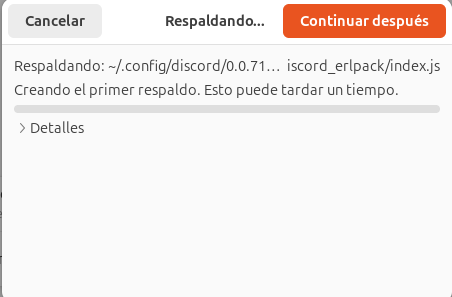 Cancelar Respaldando... Continuar después
Respaldando: ~/.config/discord/0.0.71… iscord_erlpack/index.js
Creando el primer respaldo. Esto puede tardar un tiempo.
Detalles